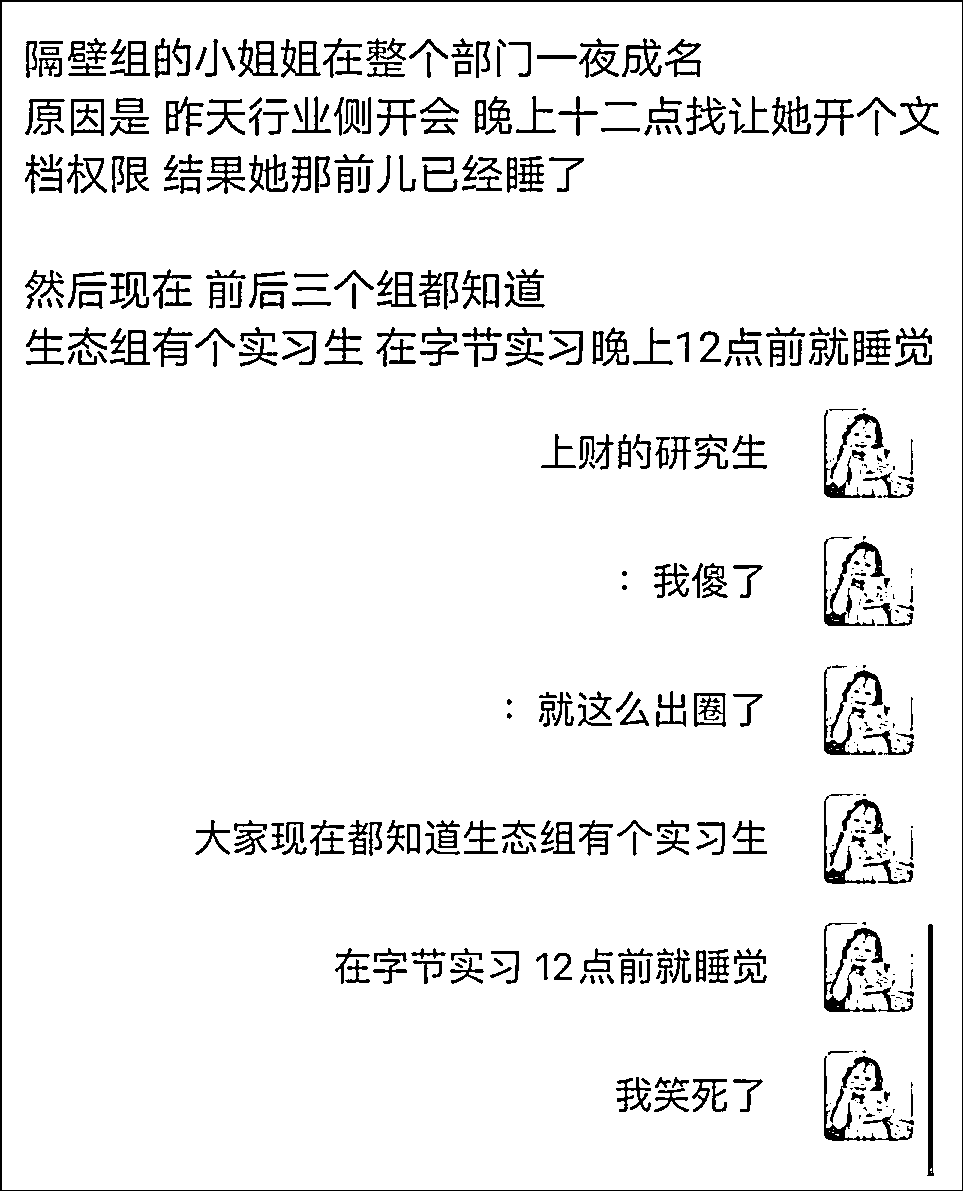 隔壁组的小姐姐在整个部门一夜成名
原因是 昨天行业侧开会 晚上十二点找让她开个文
档权限 结果她那前儿已经睡了
然后现在 前后三个组都知道
生态组有个实习生 在字节实习晚上12点前就睡觉
上财的研究生
：我傻了
：就这么出圈了
大家现在都知道生态组有个实习生
在字节实习 12点前就睡觉
我笑死了